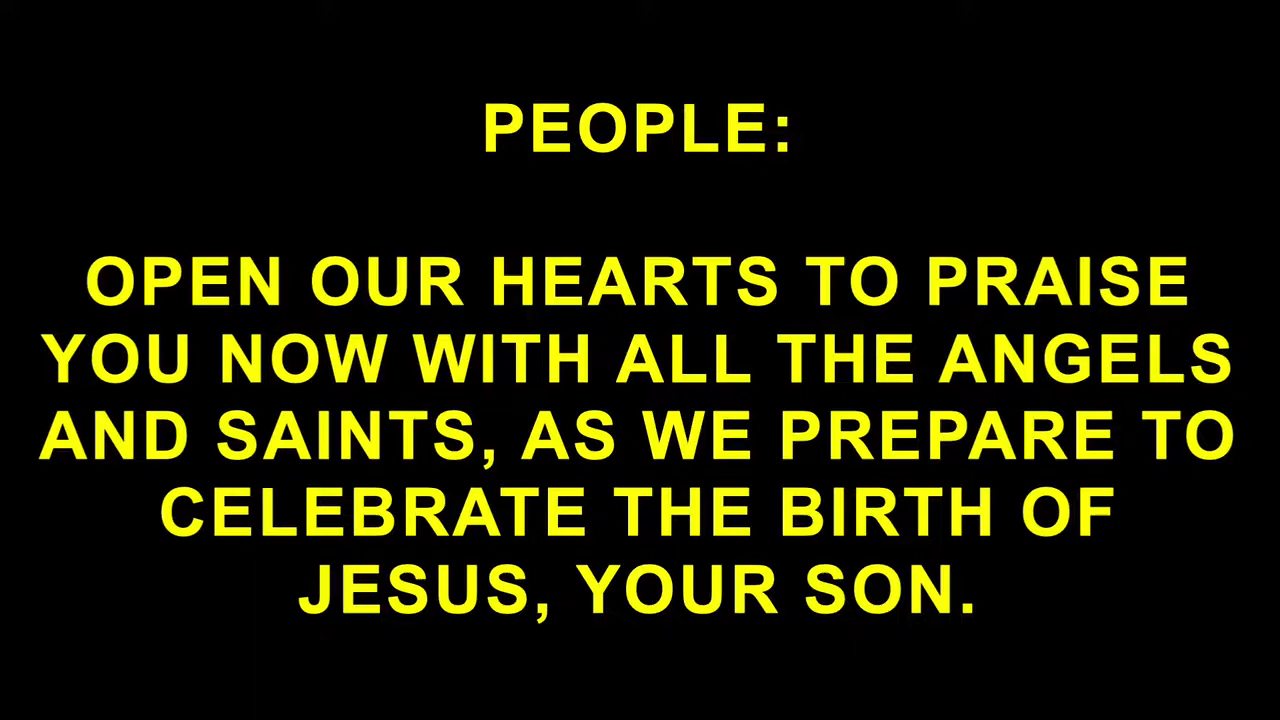 PEOPLE:
OPEN OUR HEARTS TO PRAISE
YOU NOW WITH ALL THE ANGELS
AND SAINTS, AS WE PREPARE TO
CELEBRATE THE BIRTH OF
JESUS, YOUR SON.